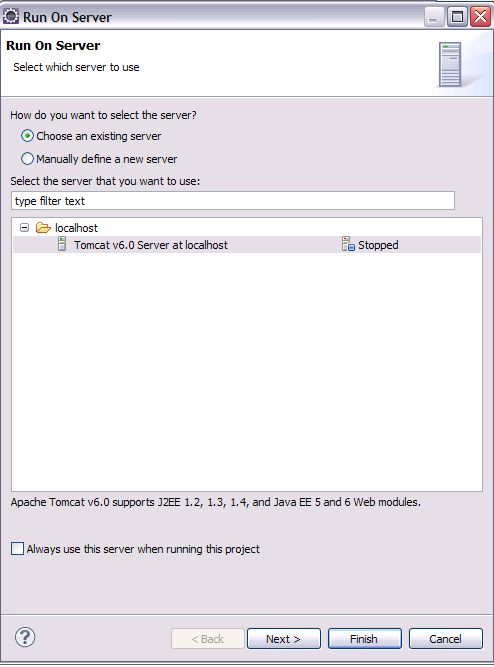 Run On Server
Run On Server
Select which server to use
How do you want to select the server?
Choose an existing server
Manually define a new server
Select the server that you want to use:
type filter text
localhost
Tomcat v6.0 Server at localhost Stopped
Apache Tomcat v6.0 supports J2EE 1.2, 1.3, 1.4, and Java EE 5 and 6 Web modules.
Always use this server when running this project
? < Back Next > Finish Cancel